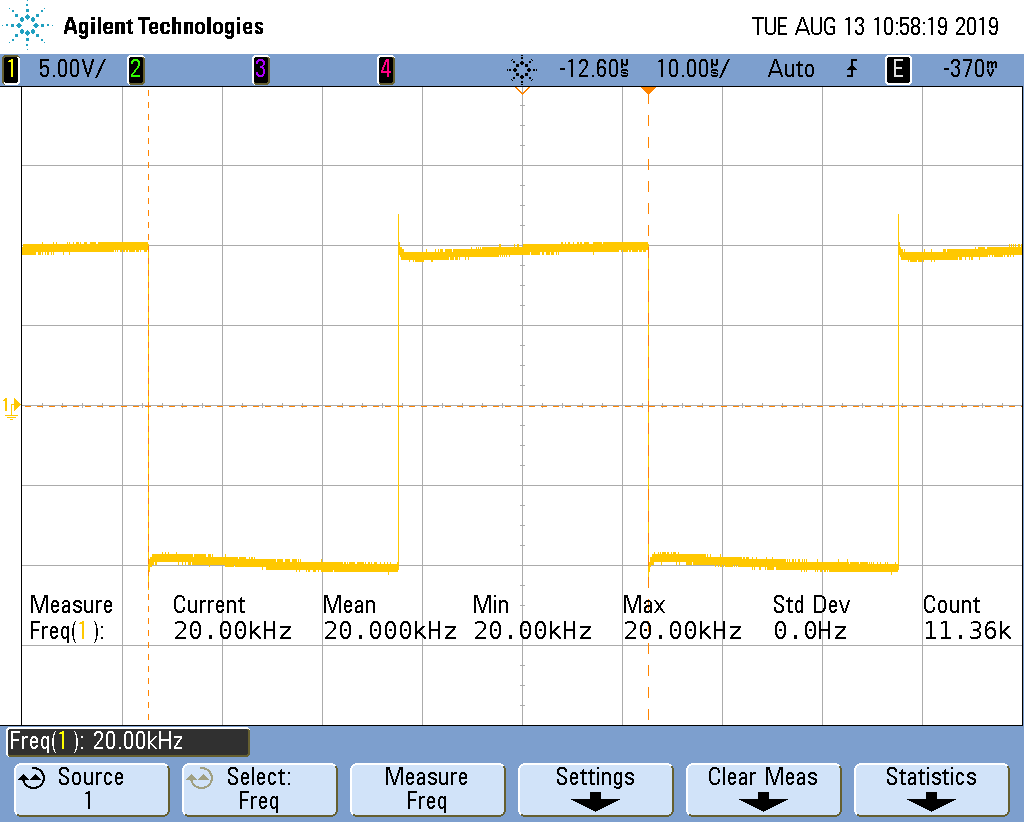 Agilent Technologies TUE AUG 13 10:58:19 2019
1 5.00V/ 2 3 4 -12.60µs 10.00µs/ Auto E -370mV
1
Measure Current Mean Min Max Std Dev Count
Freq(1): 20.00kHz 20.000kHz 20.00kHz 20.00kHz 0.0Hz 11.36k
Freq(1): 20.00kHz
Source Select: Measure Settings Clear Meas Statistics
1 Freq Freq